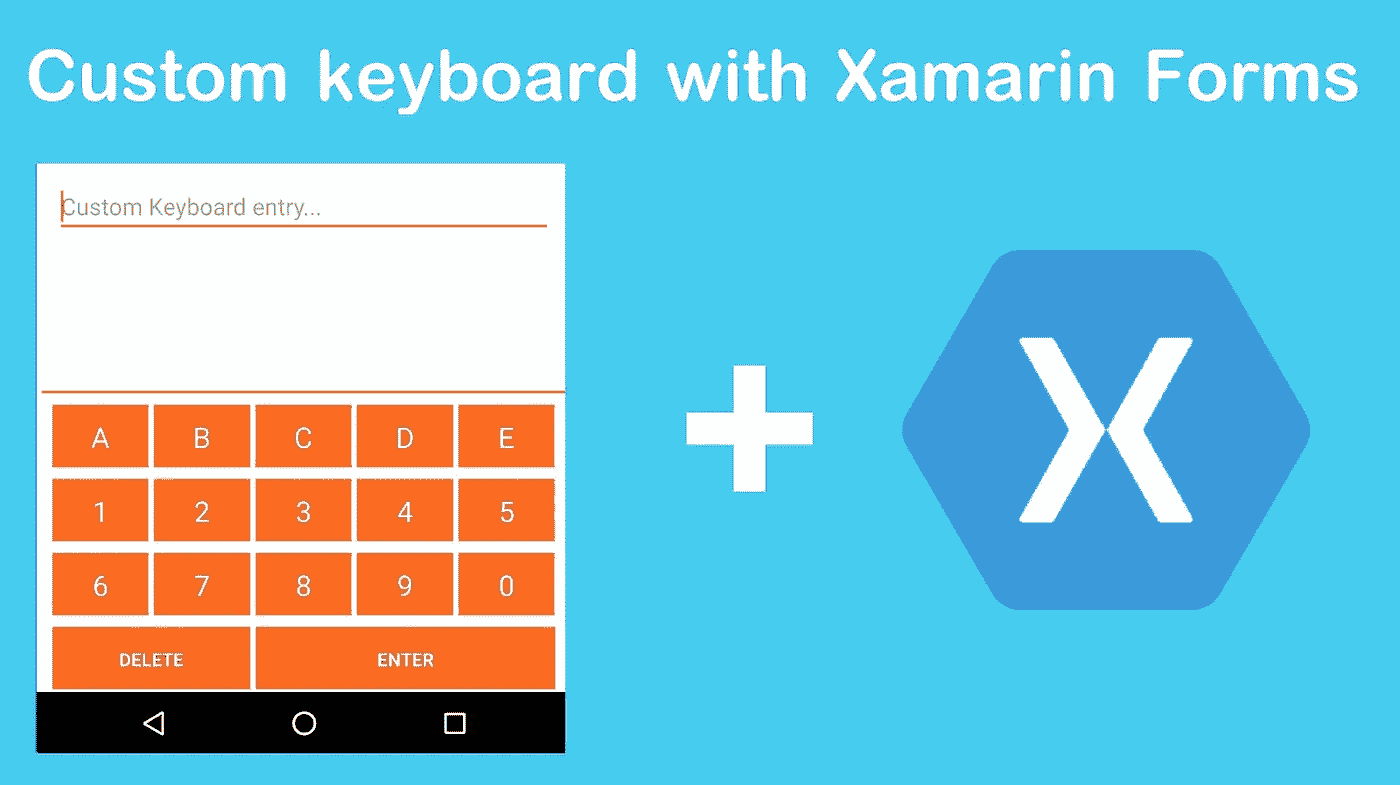 Custom keyboard with Xamarin Forms
Custom Keyboard entry...
A B C D E
1 2 3 4 5
6 7 8 9 0
DELETE ENTER